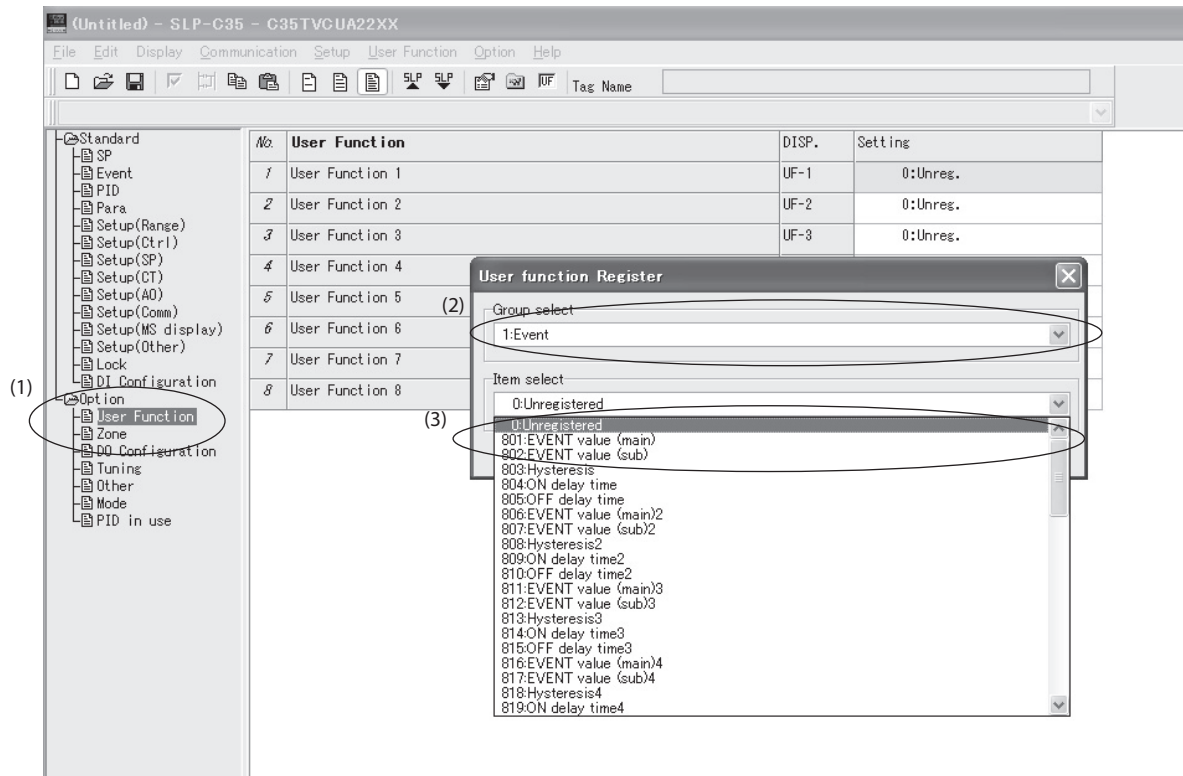 (Untitled) - SLP-C35 - C35TVCUA22XX
File Edit Display Communication Setup User Function Option Help
SLP SLP UF Tag Name
Standard
SP
Event
PID
Para
Setup(Range)
Setup(Ctrl)
Setup(SP)
Setup(CT)
Setup(AO)
Setup(Comm)
Setup(MS display)
Setup(Other)
Lock
DI Configuration
(1)
Option
User Function
Zone
DO Configuration
Tuning
Other
Mode
PID in use
No. User Function DISP. Setting
1 User Function 1 UF-1 0:Unreg.
2 User Function 2 UF-2 0:Unreg.
3 User Function 3 UF-3 0:Unreg.
4 User Function 4
5 User Function 5
6 User Function 6
7 User Function 7
8 User Function 8
User function Register
(2)
Group select
1:Event
Item select
0:Unregistered
(3)
0:Unregistered
801:EVENT value (main)
802:EVENT value (sub)
803:Hysteresis
804:ON delay time
805:OFF delay time
806:EVENT value (main)2
807:EVENT value (sub)2
808:Hysteresis2
809:ON delay time2
810:OFF delay time2
811:EVENT value (main)3
812:EVENT value (sub)3
813:Hysteresis3
814:ON delay time3
815:OFF delay time3
816:EVENT value (main)4
817:EVENT value (sub)4
818:Hysteresis4
819:ON delay time4